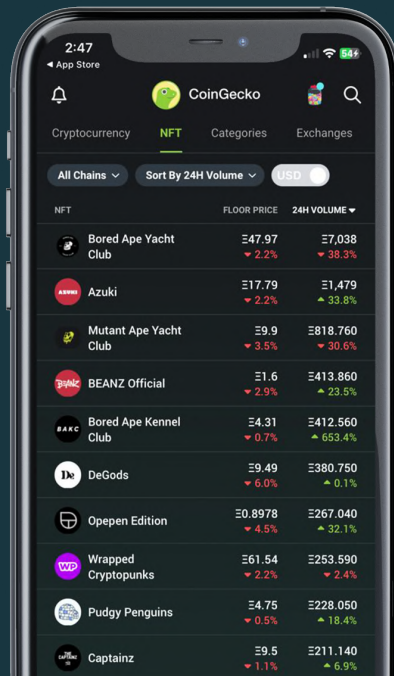 2:47
54
◄ App Store
CoinGecko
Cryptocurrency NFT Categories Exchanges
All Chains Sort By 24H Volume USD
NFT FLOOR PRICE 24H VOLUME ▼
Bored Ape Yacht Club Ξ47.97 Ξ7,038
▼ 2.2% ▼ 38.3%
AZUKI Azuki Ξ17.79 Ξ1,479
▼ 2.2% ▲ 33.8%
Mutant Ape Yacht Club Ξ9.9 Ξ818.760
▼ 3.5% ▼ 30.6%
BEANZ BEANZ Official Ξ1.6 Ξ413.860
▼ 2.9% ▲ 23.5%
BAKC Bored Ape Kennel Club Ξ4.31 Ξ412.560
▼ 0.7% ▲ 653.4%
De DeGods Ξ9.49 Ξ380.750
▼ 6.0% ▲ 0.1%
Opepen Edition Ξ0.8978 Ξ267.040
▼ 4.5% ▲ 32.1%
WP Wrapped Cryptopunks Ξ61.54 Ξ253.590
▼ 2.2% ▼ 2.4%
Pudgy Penguins Ξ4.75 Ξ228.050
▼ 0.5% ▲ 18.4%
THE CAPTAINZ Captainz Ξ9.5 Ξ211.140
▼ 1.1% ▲ 6.9%